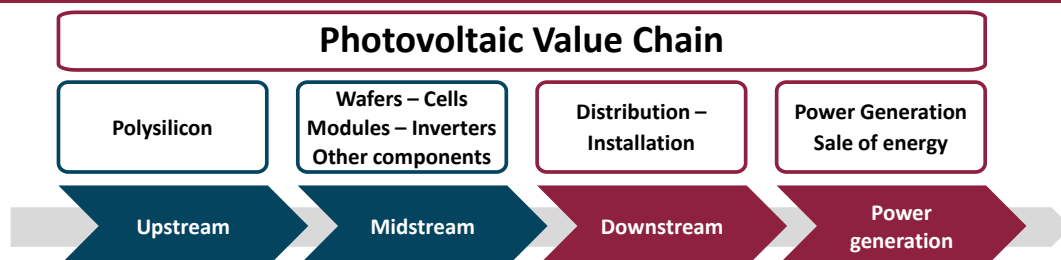 Photovoltaic Value Chain
Polysilicon
Wafers – Cells
Modules – Inverters
Other components
Distribution –
Installation
Power Generation
Sale of energy
Upstream
Midstream
Downstream
Power
generation